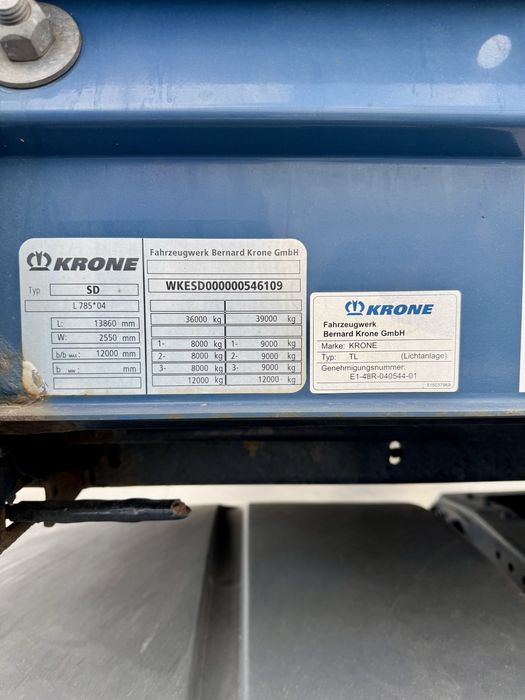 KRONE
Typ SD
L785*04
L: 13860 mm
W: 2550 mm
b/b MAX.: 12000 mm
b MIN.: mm
Fahrzeugwerk Bernard Krone GmbH
WKESD000000546109
36000 kg 39000 kg
1- 8000 kg 1- 9000 kg
2- 8000 kg 2- 9000 kg
3- 8000 kg 3- 9000 kg
12000 kg 12000 kg
KRONE
Fahrzeugwerk
Bernard Krone GmbH
Marke: KRONE
Typ: TL (Lichtanlage)
Genehmigungsnummer:
E1-48R-040544-01